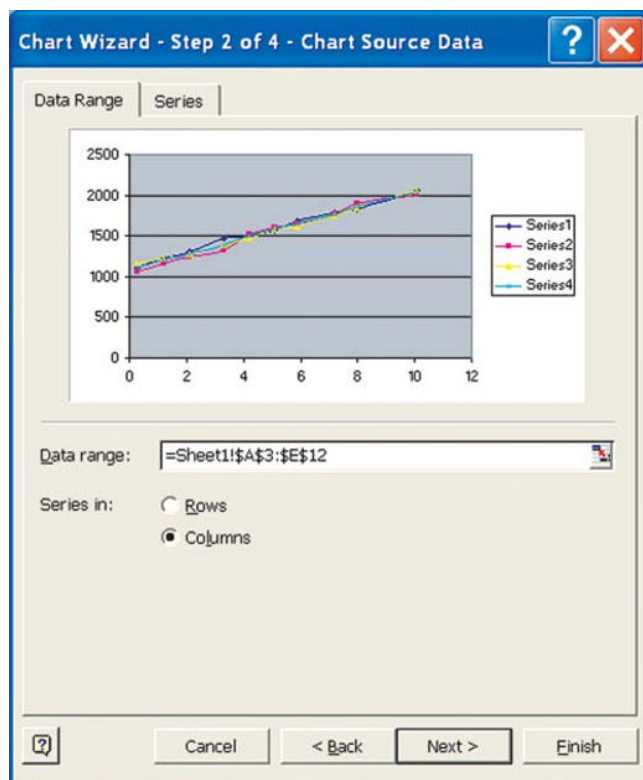 Chart Wizard - Step 2 of 4 - Chart Source Data
?
Data Range
Series
2500
2000
1500
1000
500
0
0 2 4 6 8 10 12
Series1
Series2
Series3
Series4
Data range: =Sheet1!$A$3:$E$12
Series in: Rows
Columns
?
Cancel
< Back
Next >
Finish